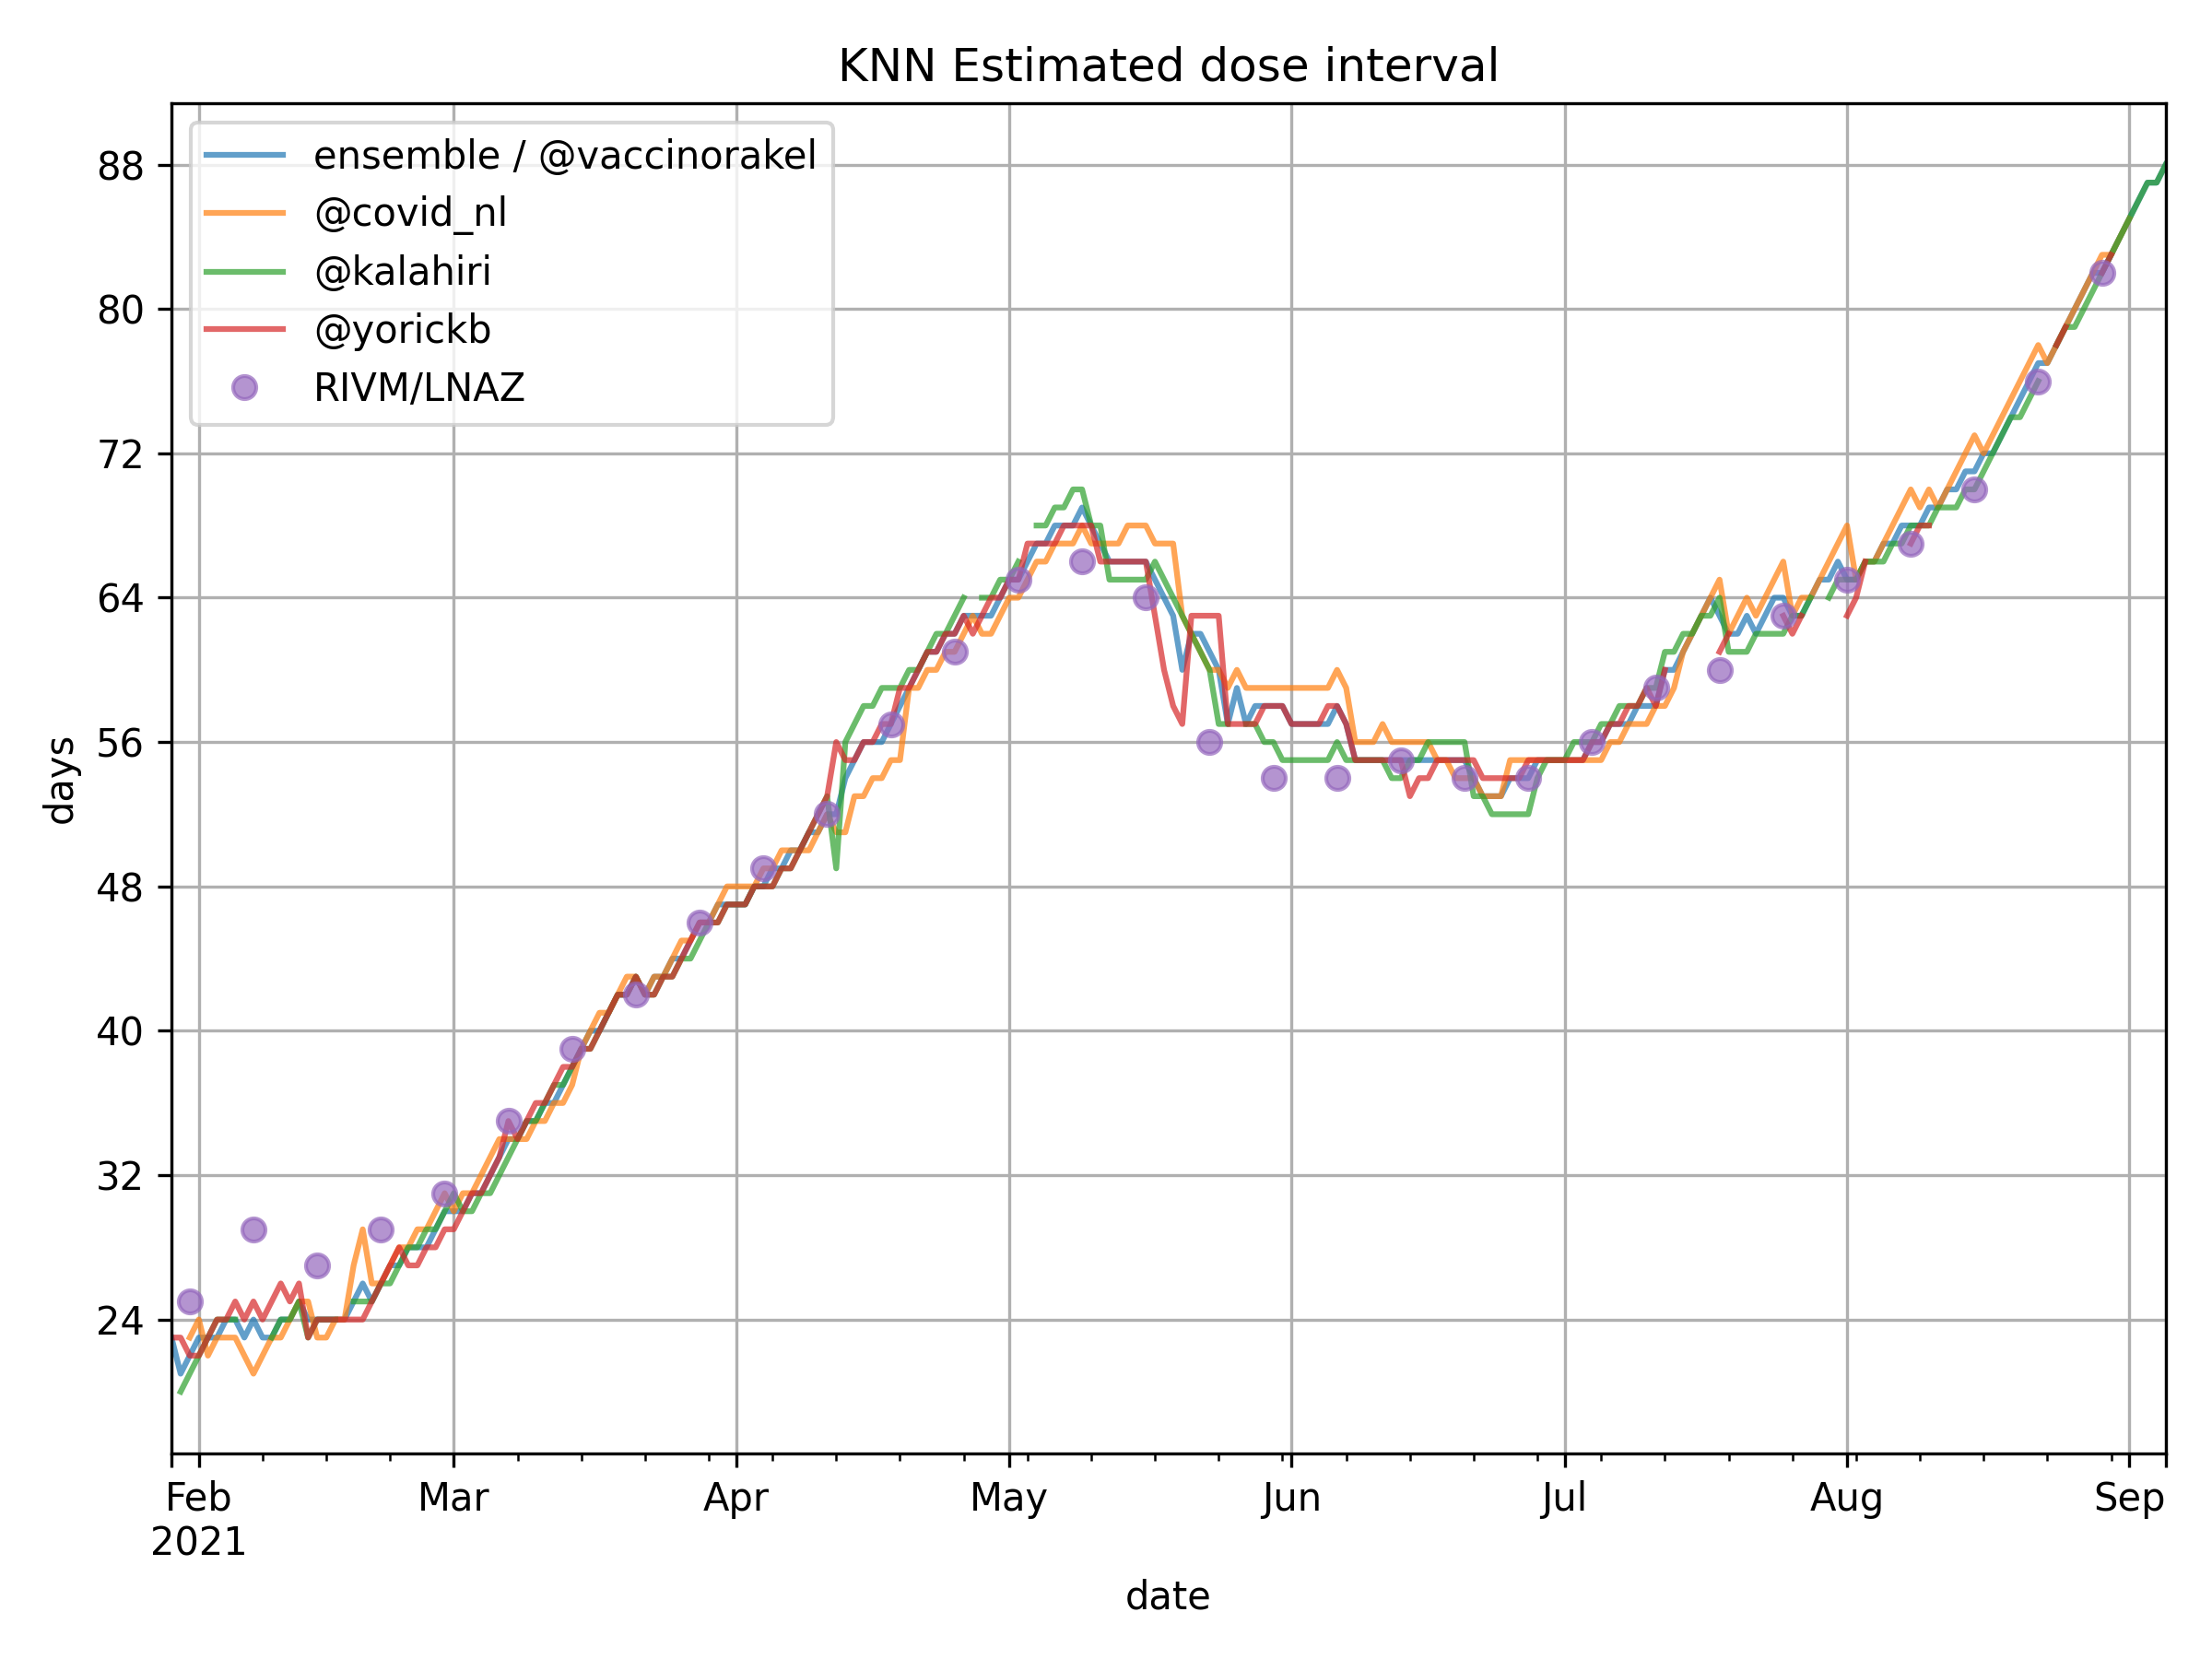 KNN Estimated dose interval
ensemble / @vaccinorakel
@covid_nl
@kalahiri
@yorickb
RIVM/LNAZ
88
80
72
64
56
48
40
32
24
days
Feb Mar Apr May Jun Jul Aug Sep
2021
date